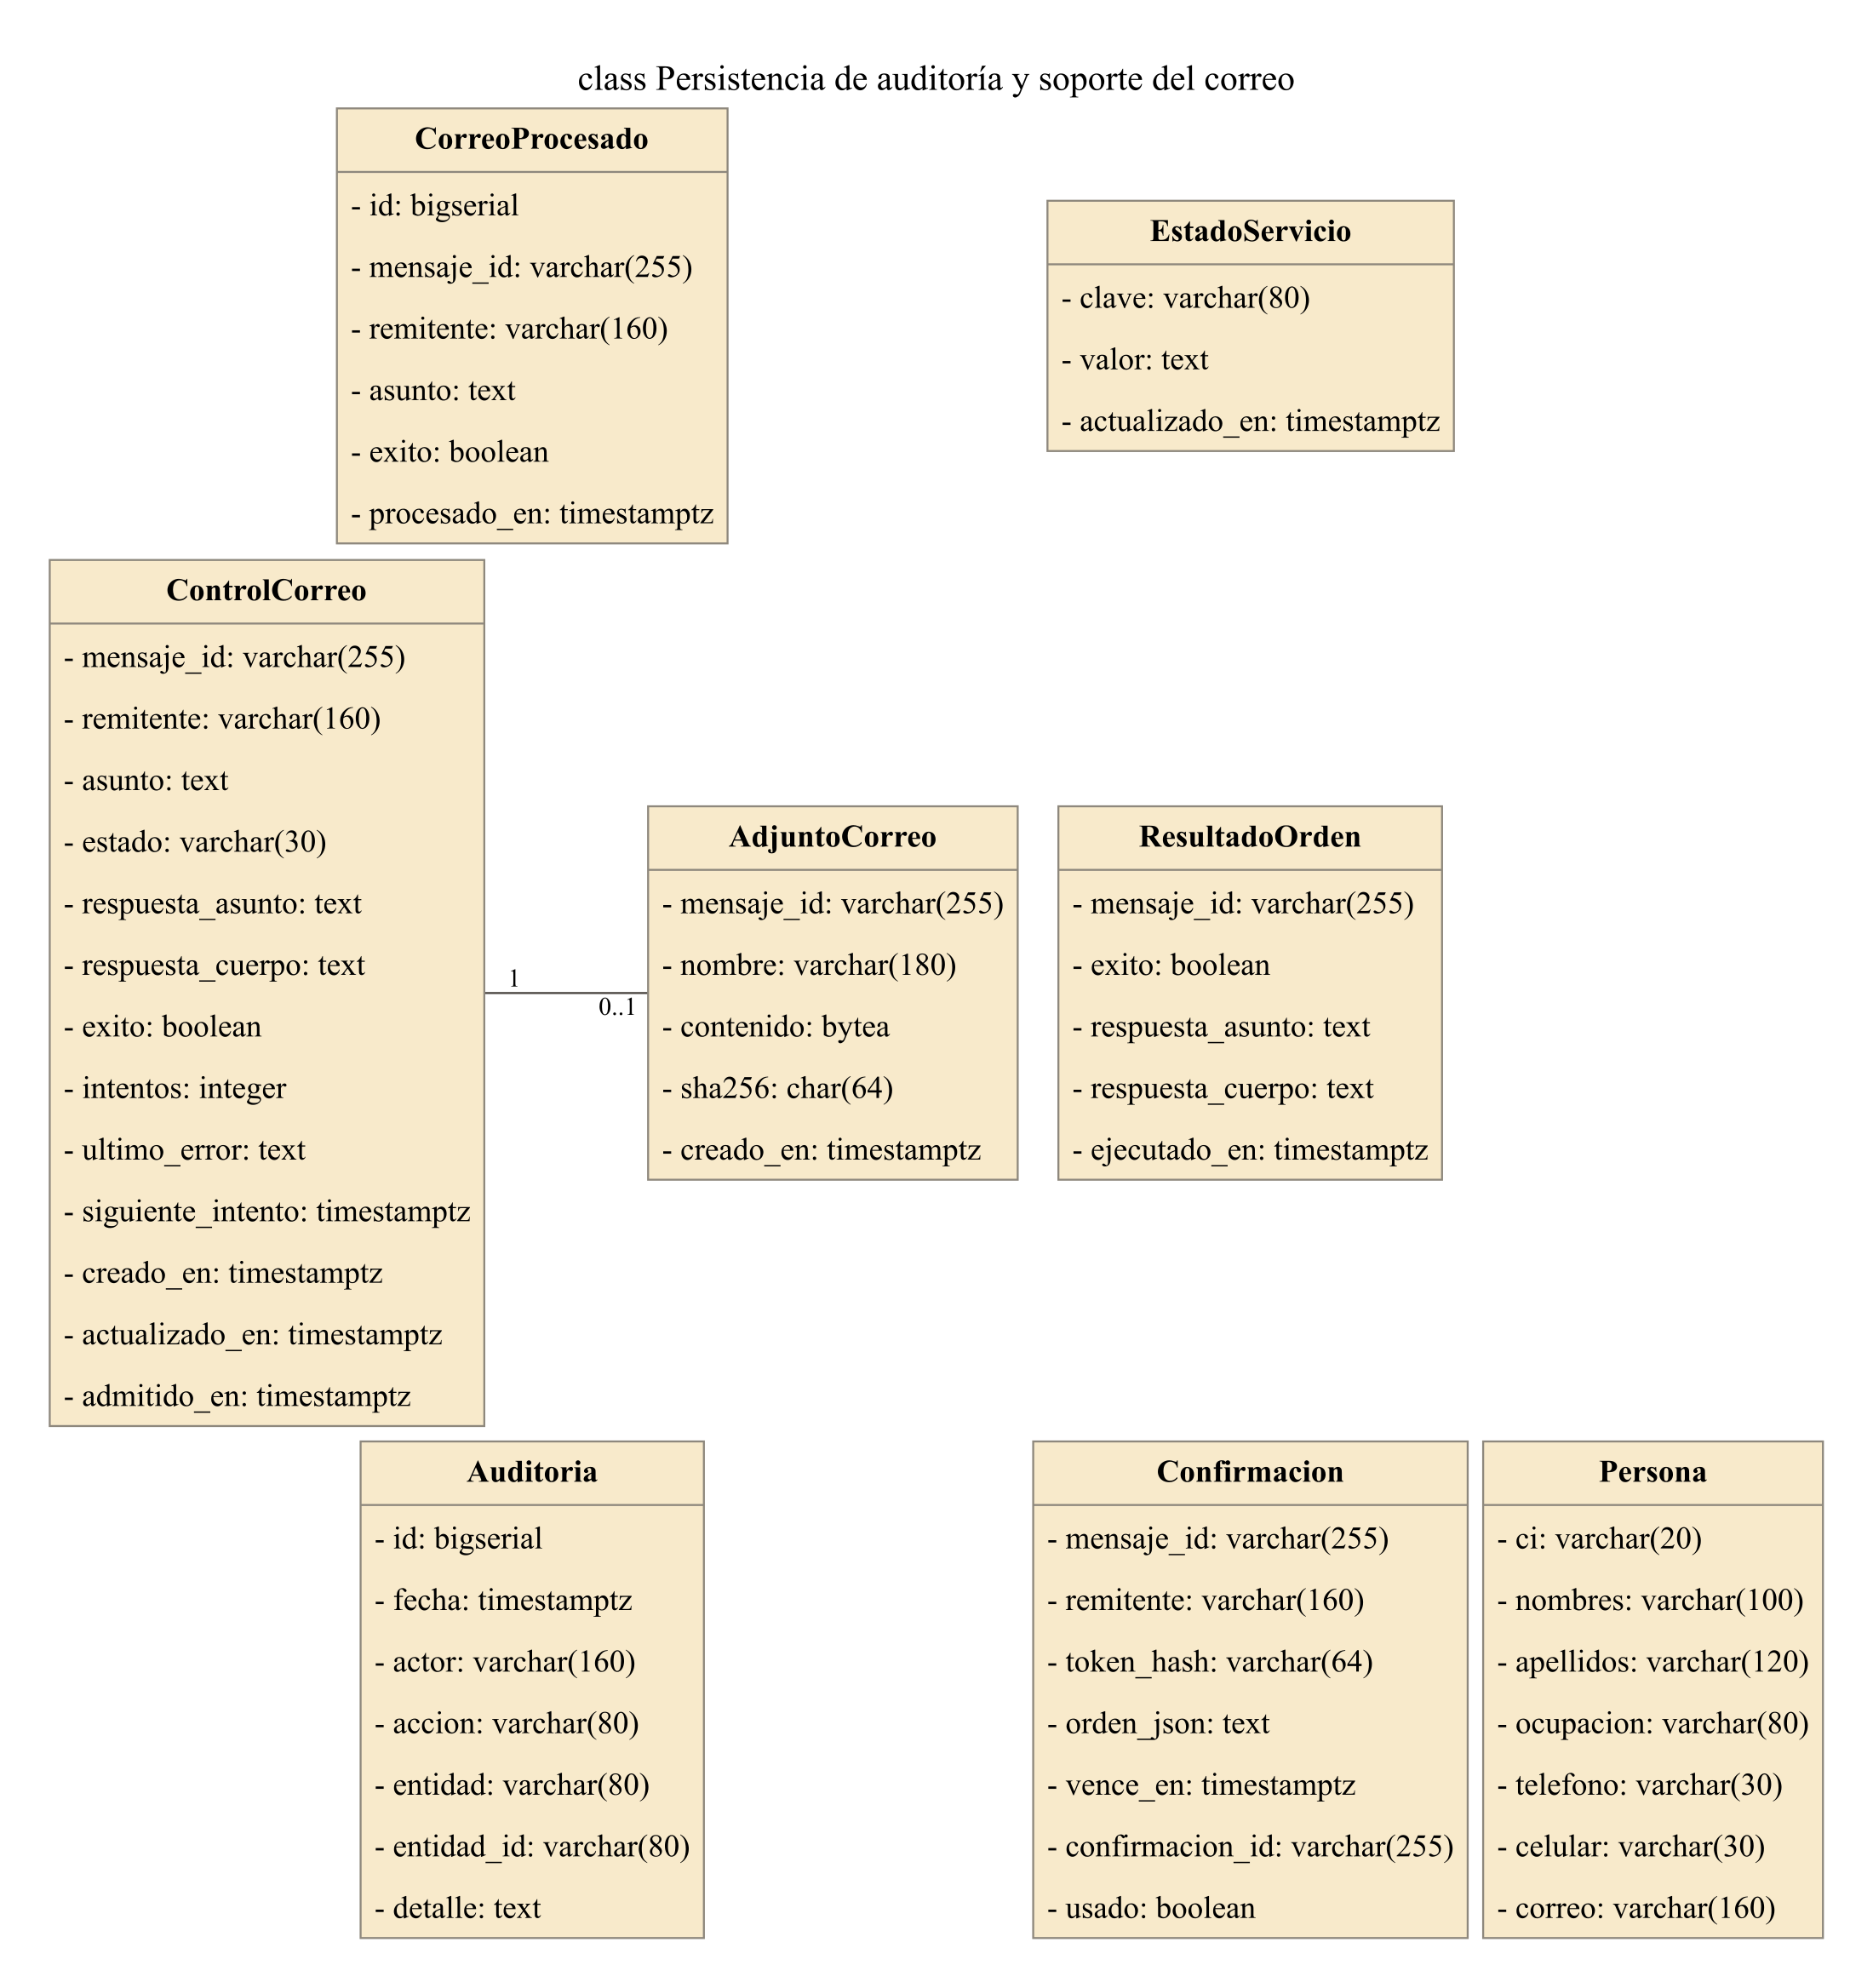 class Persistencia de auditoría y soporte del correo
CorreoProcesado
- id: bigserial
- mensaje_id: varchar(255)
- remitente: varchar(160)
- asunto: text
- exito: boolean
- procesado_en: timestamptz
EstadoServicio
- clave: varchar(80)
- valor: text
- actualizado_en: timestamptz
ControlCorreo
- mensaje_id: varchar(255)
- remitente: varchar(160)
- asunto: text
- estado: varchar(30)
- respuesta_asunto: text
- respuesta_cuerpo: text
- exito: boolean
- intentos: integer
- ultimo_error: text
- siguiente_intento: timestamptz
- creado_en: timestamptz
- actualizado_en: timestamptz
- admitido_en: timestamptz
1
0..1
AdjuntoCorreo
- mensaje_id: varchar(255)
- nombre: varchar(180)
- contenido: bytea
- sha256: char(64)
- creado_en: timestamptz
ResultadoOrden
- mensaje_id: varchar(255)
- exito: boolean
- respuesta_asunto: text
- respuesta_cuerpo: text
- ejecutado_en: timestamptz
Auditoria
- id: bigserial
- fecha: timestamptz
- actor: varchar(160)
- accion: varchar(80)
- entidad: varchar(80)
- entidad_id: varchar(80)
- detalle: text
Confirmacion
- mensaje_id: varchar(255)
- remitente: varchar(160)
- token_hash: varchar(64)
- orden_json: text
- vence_en: timestamptz
- confirmacion_id: varchar(255)
- usado: boolean
Persona
- ci: varchar(20)
- nombres: varchar(100)
- apellidos: varchar(120)
- ocupacion: varchar(80)
- telefono: varchar(30)
- celular: varchar(30)
- correo: varchar(160)